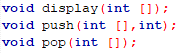 void display(int []);
void push(int [],int);
void pop(int []);